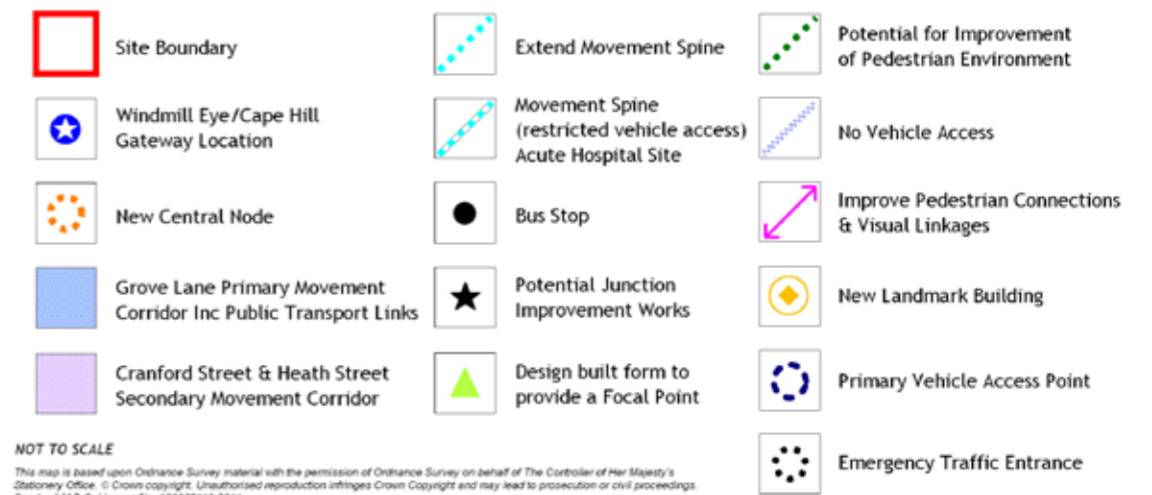 Site Boundary
Windmill Eye/Cape Hill
Gateway Location
New Central Node
Grove Lane Primary Movement
Corridor Inc Public Transport Links
Cranford Street & Heath Street
Secondary Movement Corridor
Extend Movement Spine
Movement Spine
(restricted vehicle access)
Acute Hospital Site
Bus Stop
Potential Junction
Improvement Works
Design built form to
provide a Focal Point
Potential for Improvement
of Pedestrian Environment
No Vehicle Access
Improve Pedestrian Connections
& Visual Linkages
New Landmark Building
Primary Vehicle Access Point
Emergency Traffic Entrance
NOT TO SCALE
This map is based upon Ordnance Survey material with the permission of Ordnance Survey on behalf of The Controller of Her Majesty's
Stationery Office. © Crown copyright. Unauthorised reproduction infringes Crown Copyright and may lead to prosecution or civil proceedings.